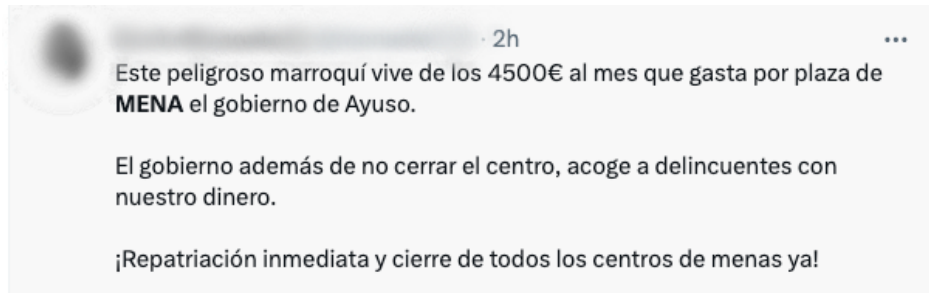 · 2h
Este peligroso marroquí vive de los 4500€ al mes que gasta por plaza de
MENA el gobierno de Ayuso.
El gobierno además de no cerrar el centro, acoge a delincuentes con
nuestro dinero.
¡Repatriación inmediata y cierre de todos los centros de menas ya!